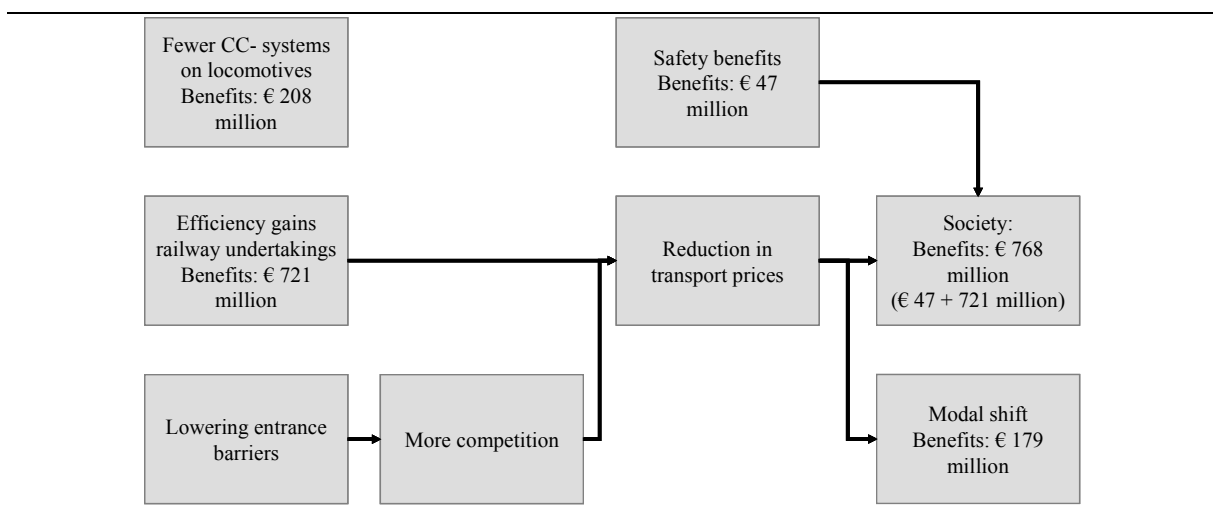 Fewer CC- systems
on locomotives
Benefits: € 208
million
Safety benefits
Benefits: € 47
million
Efficiency gains
railway undertakings
Benefits: € 721
million
Reduction in
transport prices
Society:
Benefits: € 768
million
(€ 47 + 721 million)
Lowering entrance
barriers
More competition
Modal shift
Benefits: € 179
million